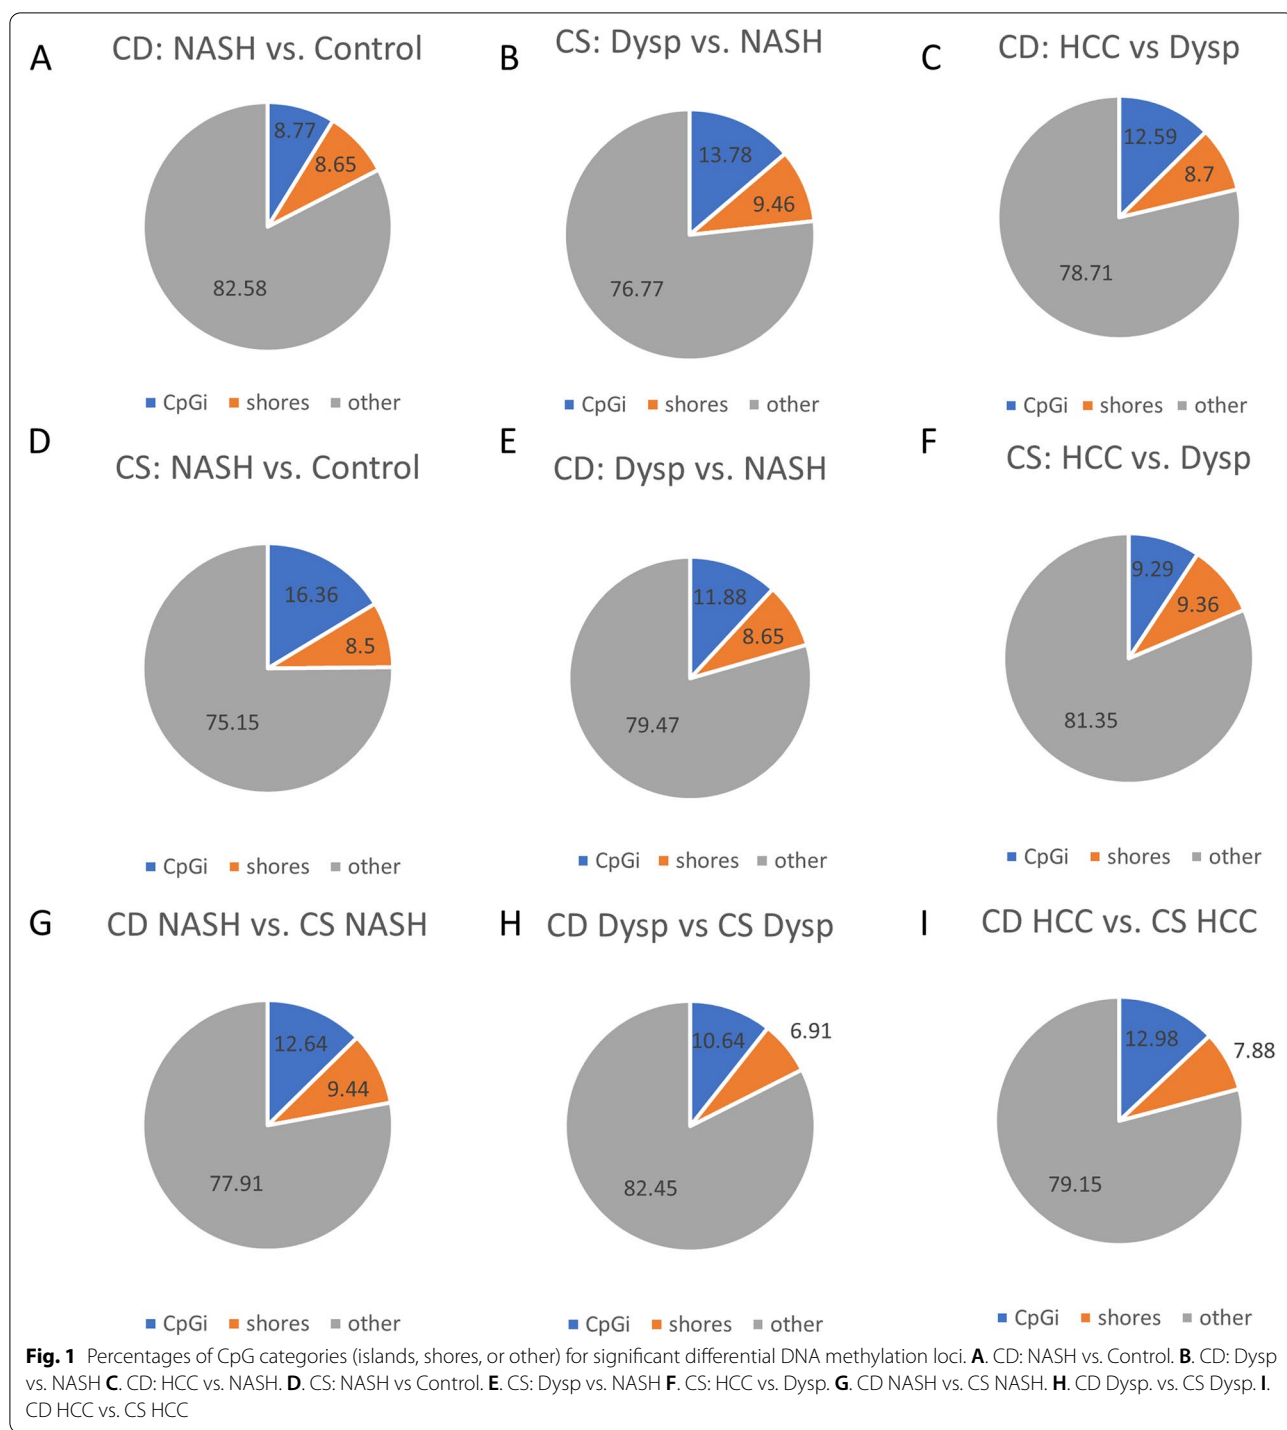 A
CD: NASH vs. Control
8.77
8.65
82.58
CpGi shores other
B
CS: Dysp vs. NASH
13.78
9.46
76.77
CpGi shores other
C
CD: HCC vs Dysp
12.59
8.7
78.71
CpGi shores other
D
CS: NASH vs. Control
16.36
8.5
75.15
CpGi shores other
E
CD: Dysp vs. NASH
11.88
8.65
79.47
CpGi shores other
F
CS: HCC vs. Dysp
9.29
9.36
81.35
CpGi shores other
G
CD NASH vs. CS NASH
12.64
9.44
77.91
CpGi shores other
H
CD Dysp vs CS Dysp
10.64
6.91
82.45
CpGi shores other
I
CD HCC vs. CS HCC
12.98
7.88
79.15
CpGi shores other
Fig. 1 Percentages of CpG categories (islands, shores, or other) for significant differential DNA methylation loci. A. CD: NASH vs. Control. B. CD: Dysp
vs. NASH C. CD: HCC vs. NASH. D. CS: NASH vs Control. E. CS: Dysp vs. NASH F. CS: HCC vs. Dysp. G. CD NASH vs. CS NASH. H. CD Dysp. vs. CS Dysp. I.
CD HCC vs. CS HCC